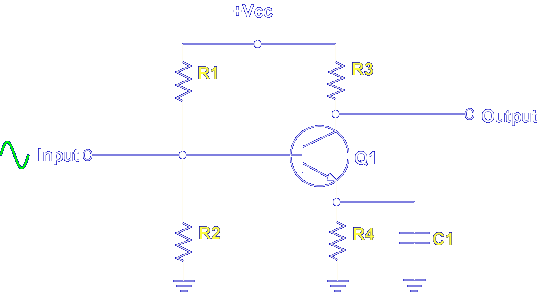 +Vcc
R1
R3
Output
Input
Q1
R2
R4
C1